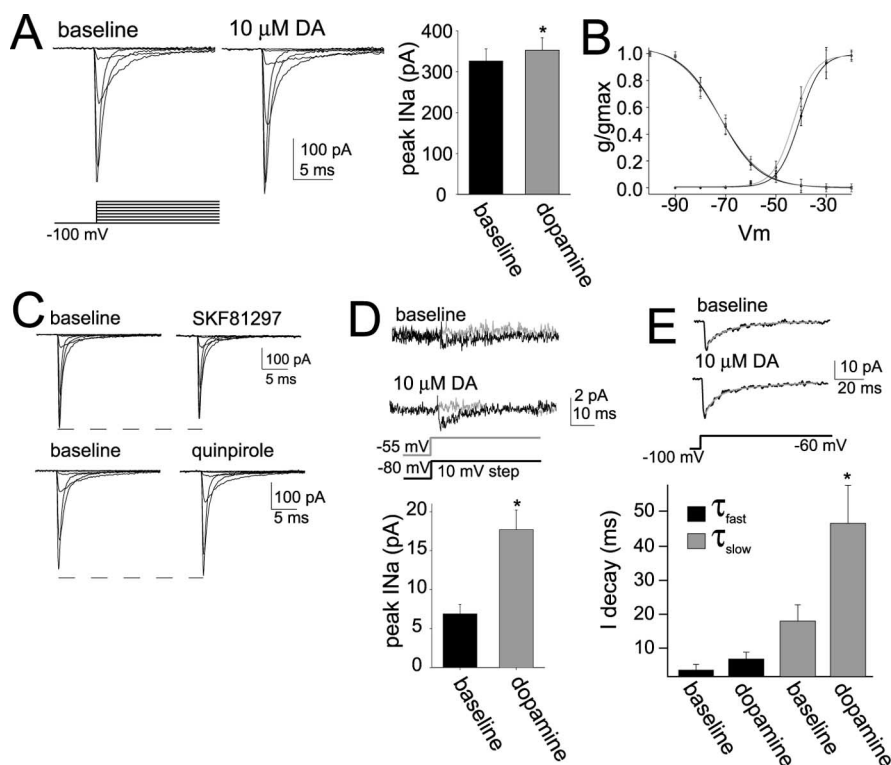 A
baseline
10 µM DA
100 pA
5 ms
-100 mV
peak INa (pA)
400
300
200
100
0
*
baseline
dopamine
B
g/gmax
1.0
0.8
0.6
0.4
0.2
0.0
-90 -70 -50 -30
Vm
C
baseline
SKF81297
100 pA
5 ms
baseline
quinpirole
100 pA
5 ms
D
baseline
10 µM DA
2 pA
10 ms
-55 mV
-80 mV
10 mV step
peak INa (pA)
20
15
10
5
0
*
baseline
dopamine
E
baseline
10 µM DA
10 pA
20 ms
-100 mV
-60 mV
I decay (ms)
50
40
30
20
10
τfast
τslow
*
baseline
dopamine
baseline
dopamine